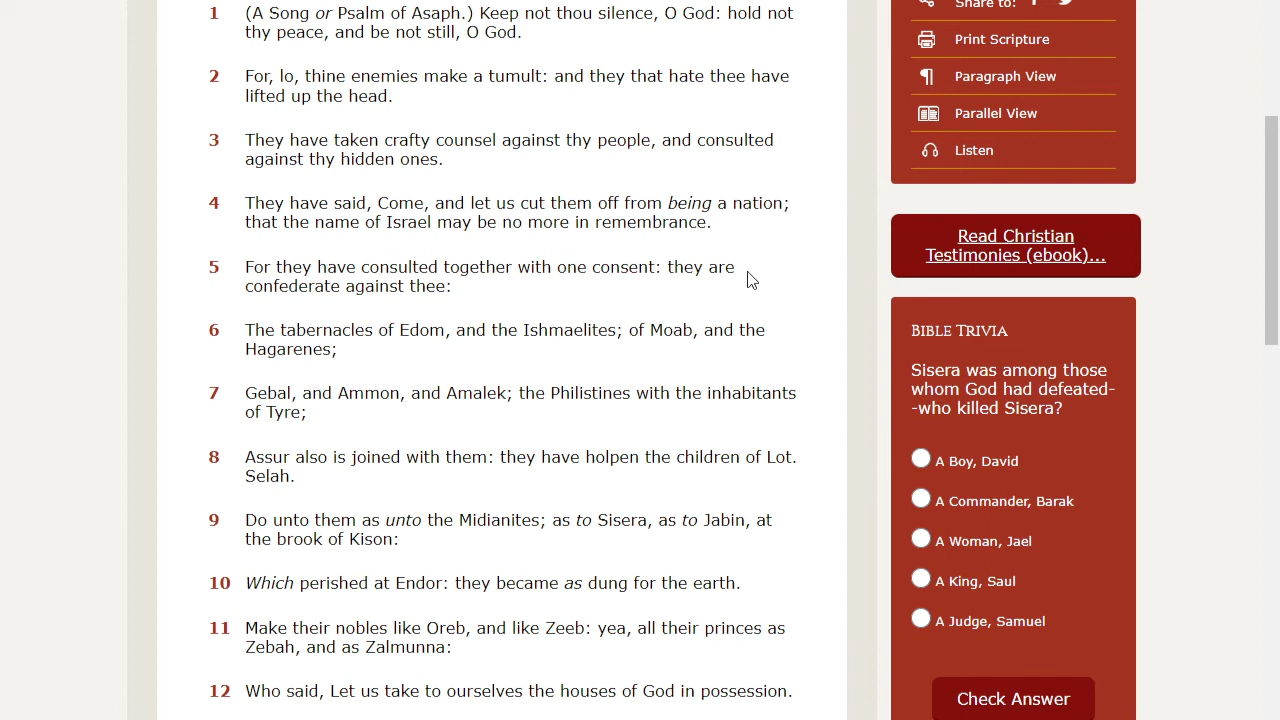 1 (A Song or Psalm of Asaph.) Keep not thou silence, O God: hold not
thy peace, and be not still, O God.
2 For, lo, thine enemies make a tumult: and they that hate thee have
lifted up the head.
3 They have taken crafty counsel against thy people, and consulted
against thy hidden ones.
4 They have said, Come, and let us cut them off from being a nation;
that the name of Israel may be no more in remembrance.
5 For they have consulted together with one consent: they are
confederate against thee:
6 The tabernacles of Edom, and the Ishmaelites; of Moab, and the
Hagarenes;
7 Gebal, and Ammon, and Amalek; the Philistines with the inhabitants
of Tyre;
8 Assur also is joined with them: they have holpen the children of Lot.
Selah.
9 Do unto them as unto the Midianites; as to Sisera, as to Jabin, at
the brook of Kison:
10 Which perished at Endor: they became as dung for the earth.
11 Make their nobles like Oreb, and like Zeeb: yea, all their princes as
Zebah, and as Zalmunna:
12 Who said, Let us take to ourselves the houses of God in possession.
Share to:
Print Scripture
Paragraph View
Parallel View
Listen
Read Christian
Testimonies (ebook)...
BIBLE TRIVIA
Sisera was among those
whom God had defeated-
-who killed Sisera?
A Boy, David
A Commander, Barak
A Woman, Jael
A King, Saul
A Judge, Samuel
Check Answer